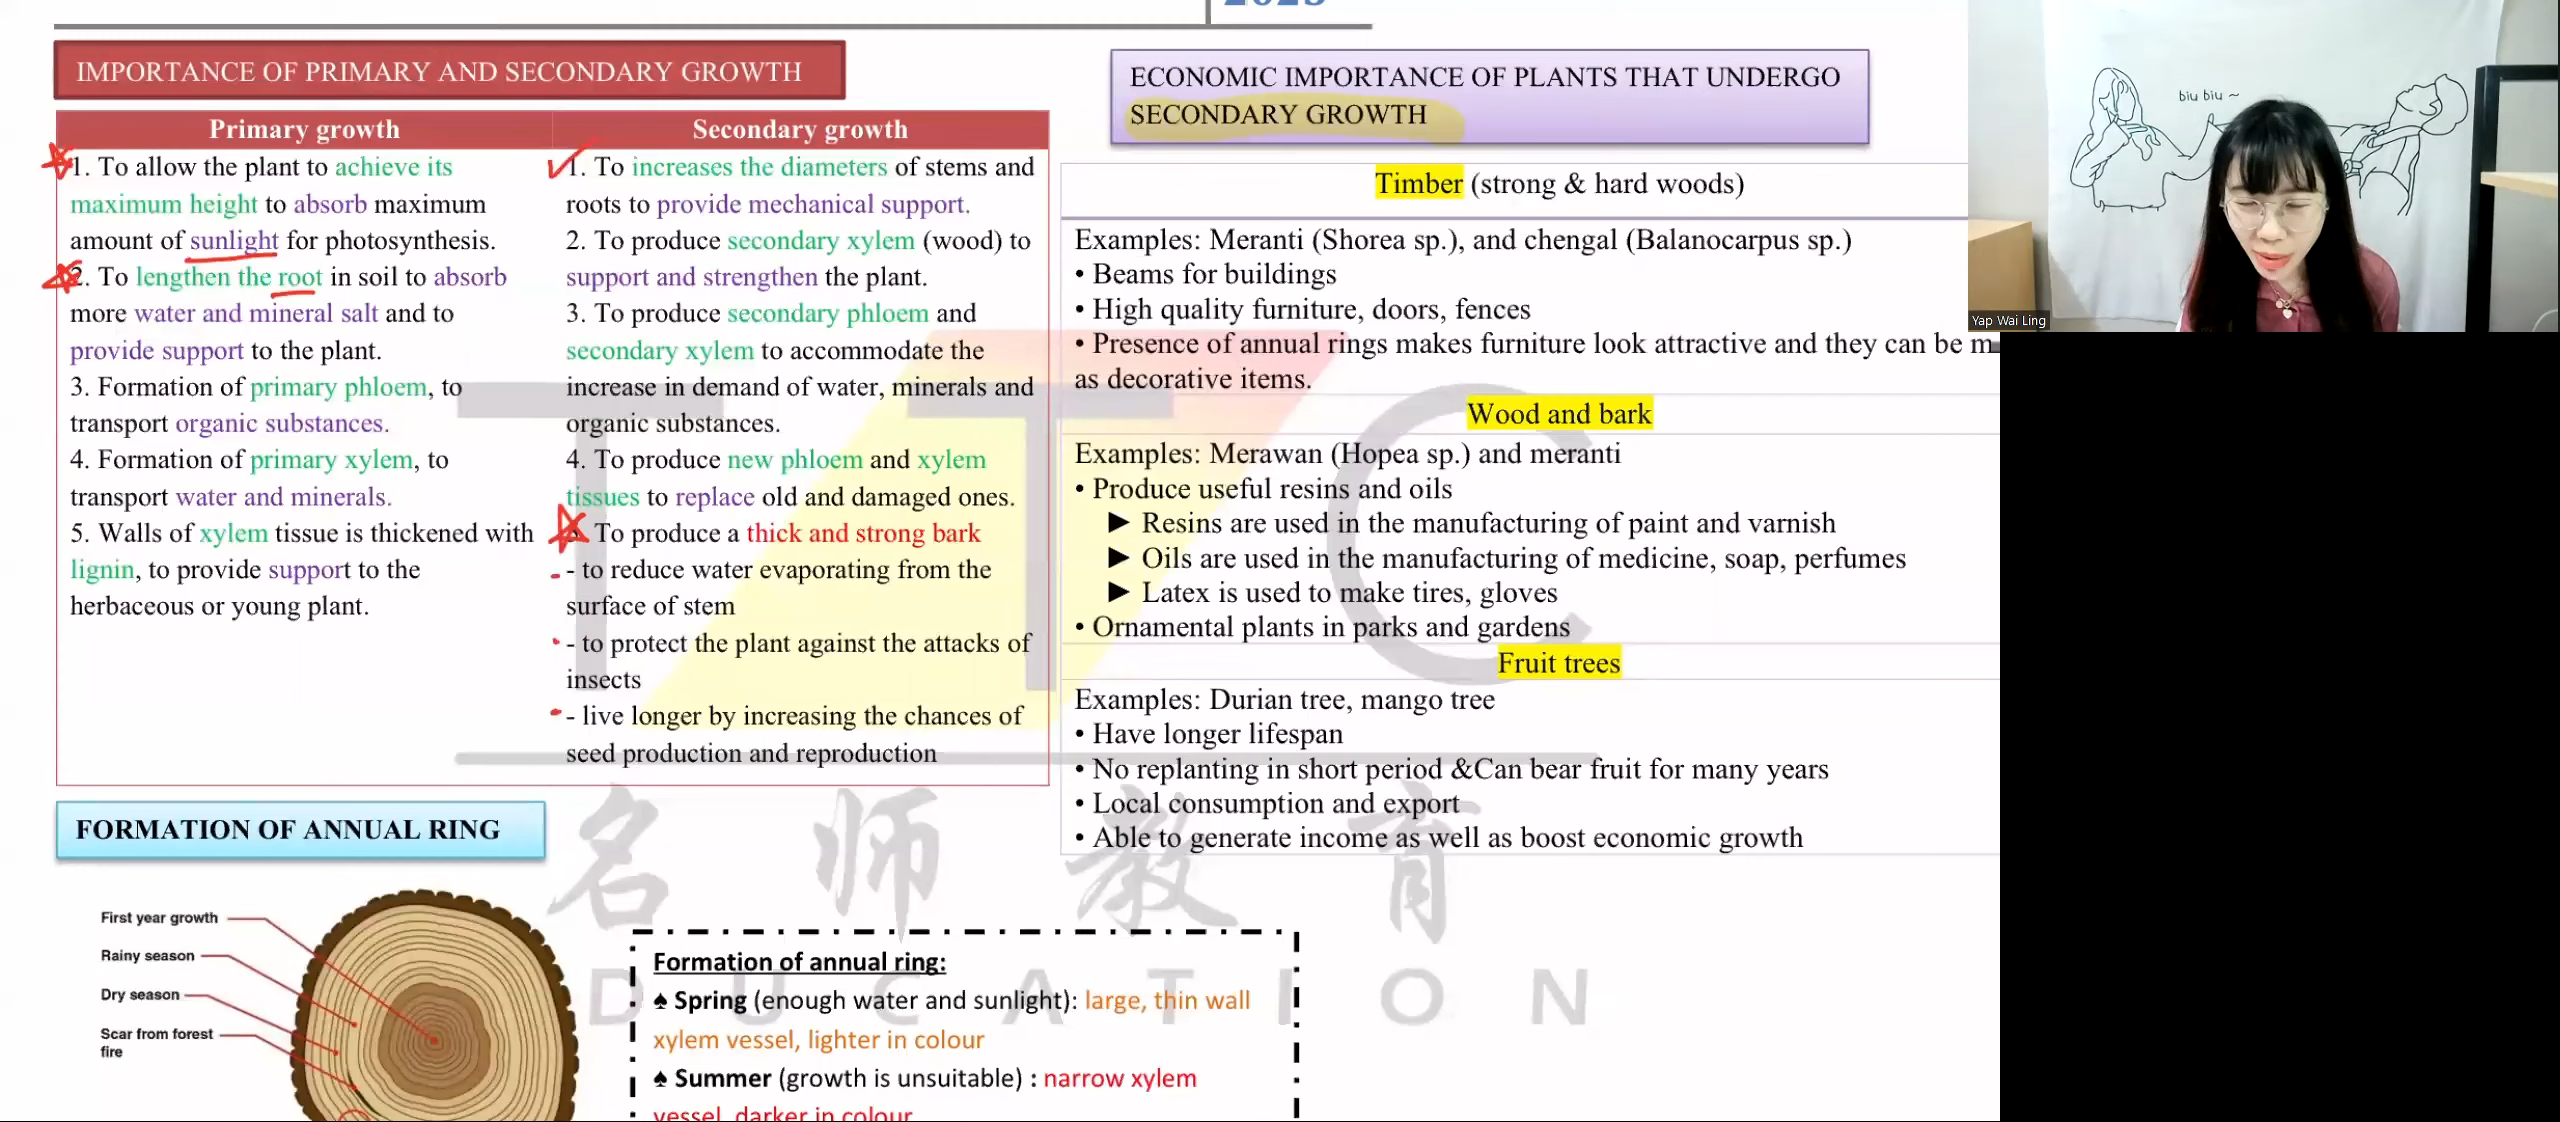 IMPORTANCE OF PRIMARY AND SECONDARY GROWTH
Primary growth
1. To allow the plant to achieve its
maximum height to absorb maximum
amount of sunlight for photosynthesis.
2. To lengthen the root in soil to absorb
more water and mineral salt and to
provide support to the plant.
3. Formation of primary phloem, to
transport organic substances.
4. Formation of primary xylem, to
transport water and minerals.
5. Walls of xylem tissue is thickened with
lignin, to provide support to the
herbaceous or young plant.
Secondary growth
1. To increases the diameters of stems and
roots to provide mechanical support.
2. To produce secondary xylem (wood) to
support and strengthen the plant.
3. To produce secondary phloem and
secondary xylem to accommodate the
increase in demand of water, minerals and
organic substances.
4. To produce new phloem and xylem
tissues to replace old and damaged ones.
To produce a thick and strong bark
- to reduce water evaporating from the
surface of stem
- to protect the plant against the attacks of
insects
- live longer by increasing the chances of
seed production and reproduction
ECONOMIC IMPORTANCE OF PLANTS THAT UNDERGO
SECONDARY GROWTH
Timber (strong & hard woods)
Examples: Meranti (Shorea sp.), and chengal (Balanocarpus sp.)
• Beams for buildings
• High quality furniture, doors, fences
• Presence of annual rings makes furniture look attractive and they can be
as decorative items.
Wood and bark
Examples: Merawan (Hopea sp.) and meranti
• Produce useful resins and oils
► Resins are used in the manufacturing of paint and varnish
► Oils are used in the manufacturing of medicine, soap, perfumes
► Latex is used to make tires, gloves
• Ornamental plants in parks and gardens
Fruit trees
Examples: Durian tree, mango tree
• Have longer lifespan
• No replanting in short period &Can bear fruit for many years
• Local consumption and export
• Able to generate income as well as boost economic growth
biu biu ~
Yap Wai Ling
FORMATION OF ANNUAL RING
First year growth
Rainy season
Dry season
Scar from forest
fire
Formation of annual ring:
♠ Spring (enough water and sunlight): large, thin wall
xylem vessel, lighter in colour
♠ Summer (growth is unsuitable) : narrow xylem
vessel, darker in colour
T T C
名师教育
DUCATION